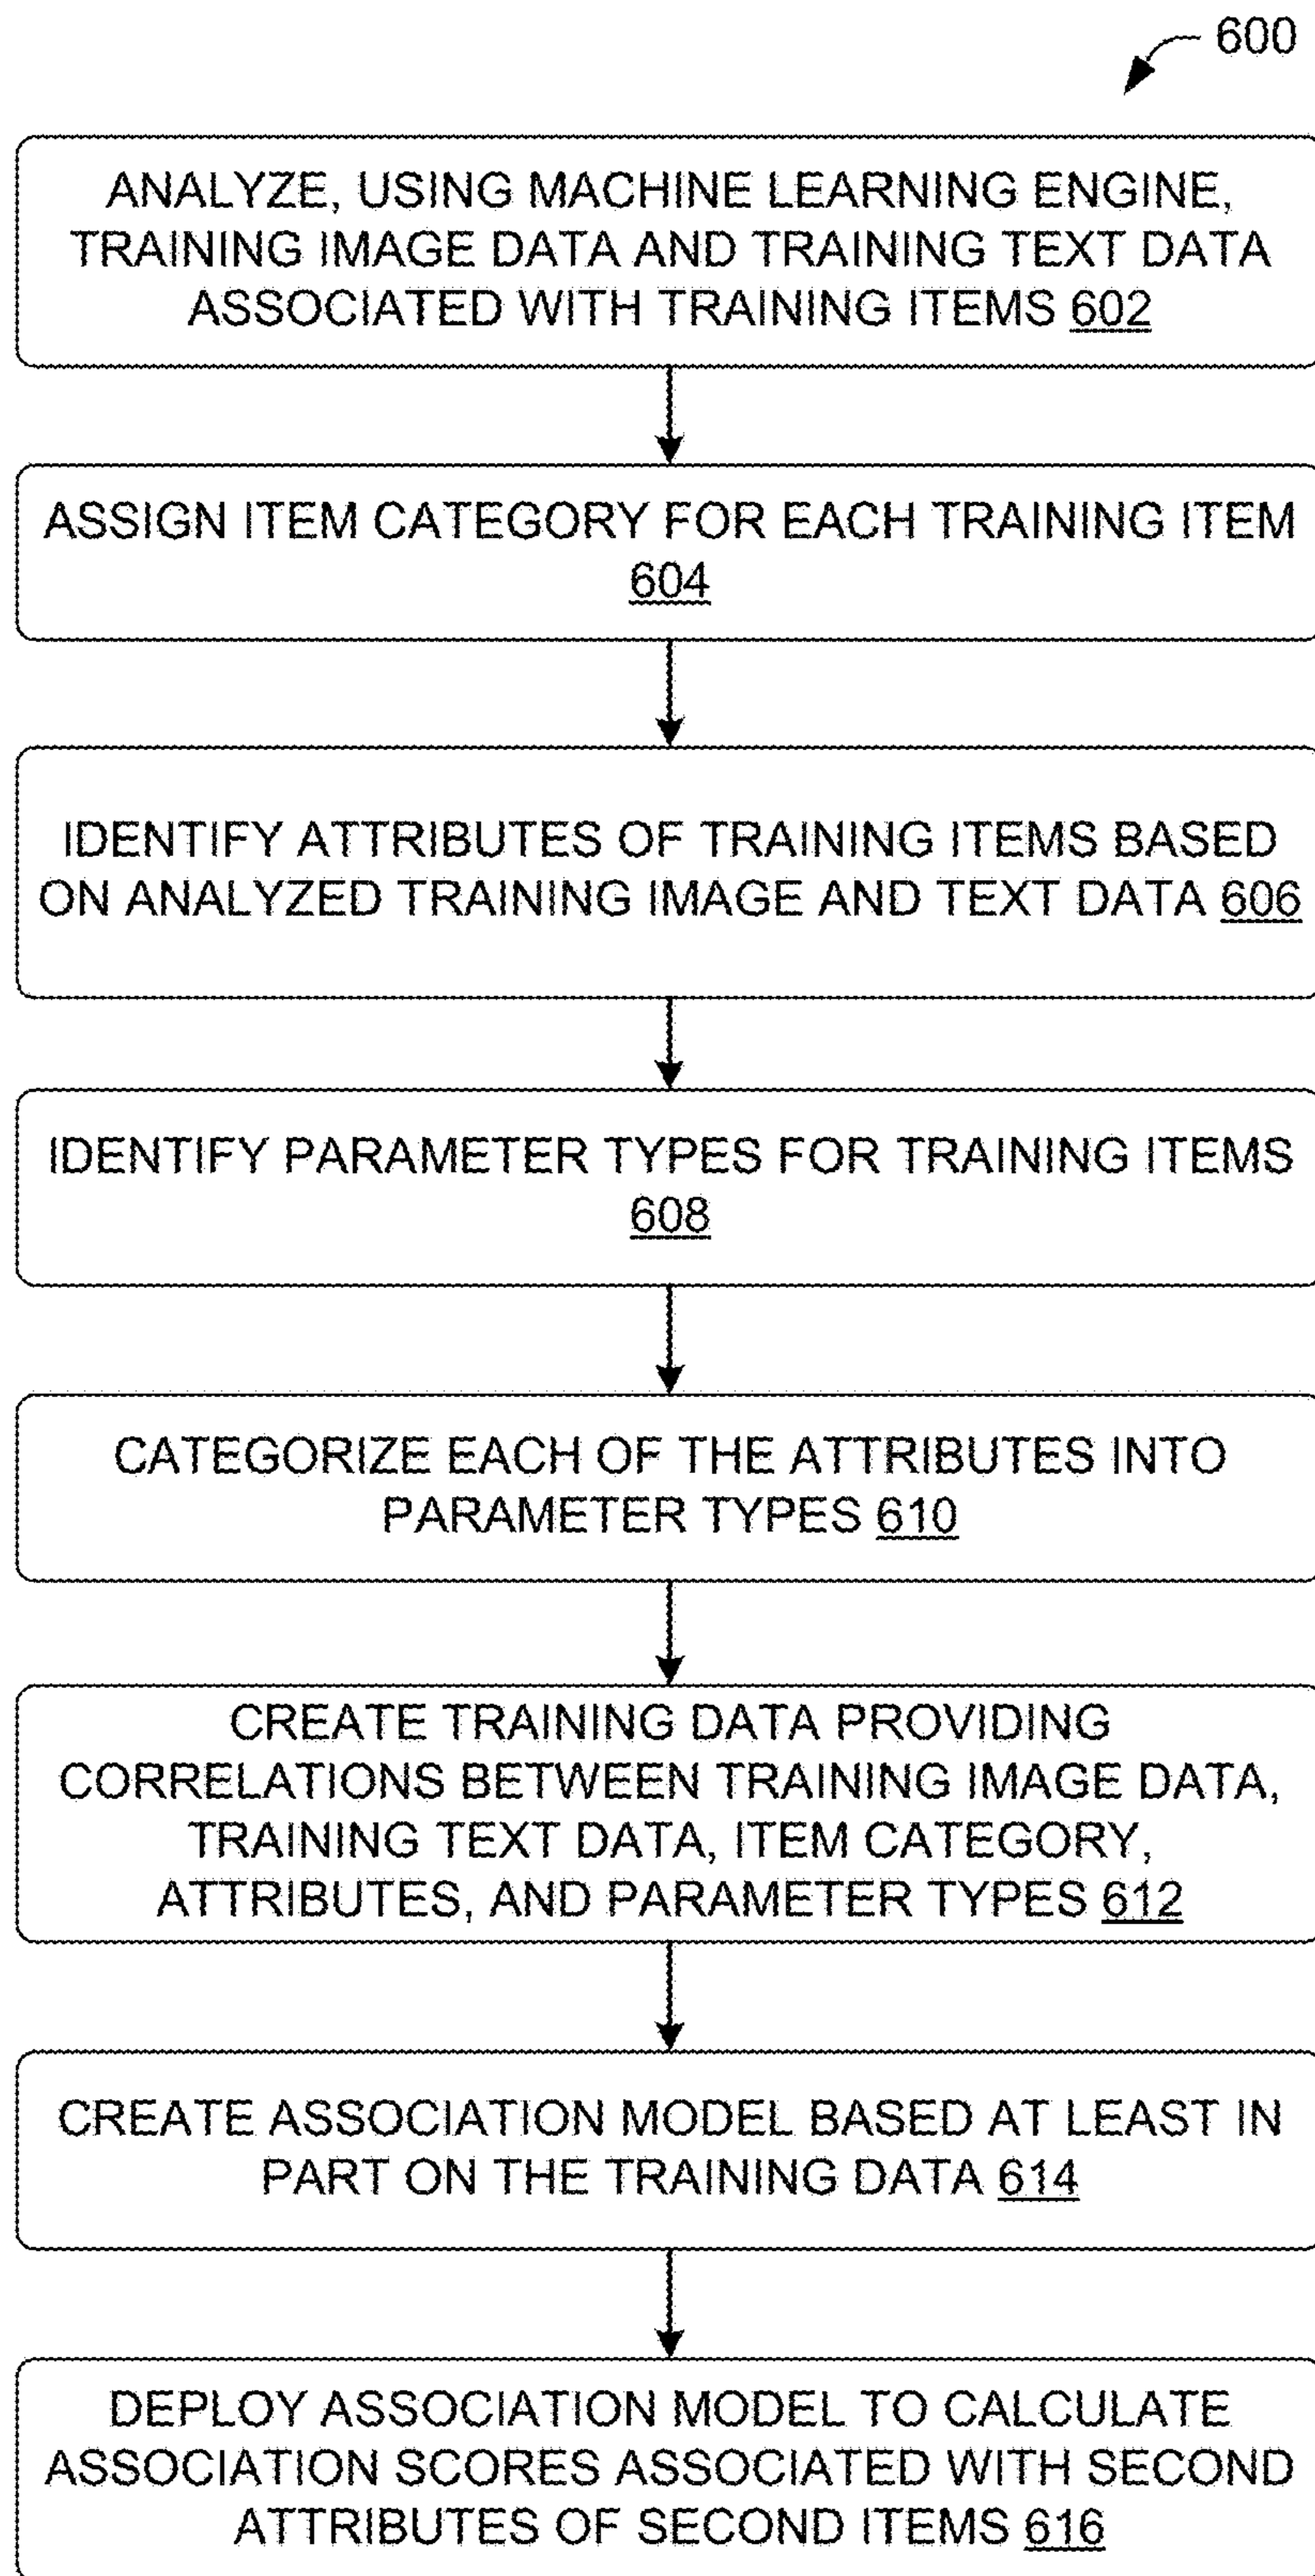 600
ANALYZE, USING MACHINE LEARNING ENGINE,
TRAINING IMAGE DATA AND TRAINING TEXT DATA
ASSOCIATED WITH TRAINING ITEMS 602
ASSIGN ITEM CATEGORY FOR EACH TRAINING ITEM
604
IDENTIFY ATTRIBUTES OF TRAINING ITEMS BASED
ON ANALYZED TRAINING IMAGE AND TEXT DATA 606
IDENTIFY PARAMETER TYPES FOR TRAINING ITEMS
608
CATEGORIZE EACH OF THE ATTRIBUTES INTO
PARAMETER TYPES 610
CREATE TRAINING DATA PROVIDING
CORRELATIONS BETWEEN TRAINING IMAGE DATA,
TRAINING TEXT DATA, ITEM CATEGORY,
ATTRIBUTES, AND PARAMETER TYPES 612
CREATE ASSOCIATION MODEL BASED AT LEAST IN
PART ON THE TRAINING DATA 614
DEPLOY ASSOCIATION MODEL TO CALCULATE
ASSOCIATION SCORES ASSOCIATED WITH SECOND
ATTRIBUTES OF SECOND ITEMS 616